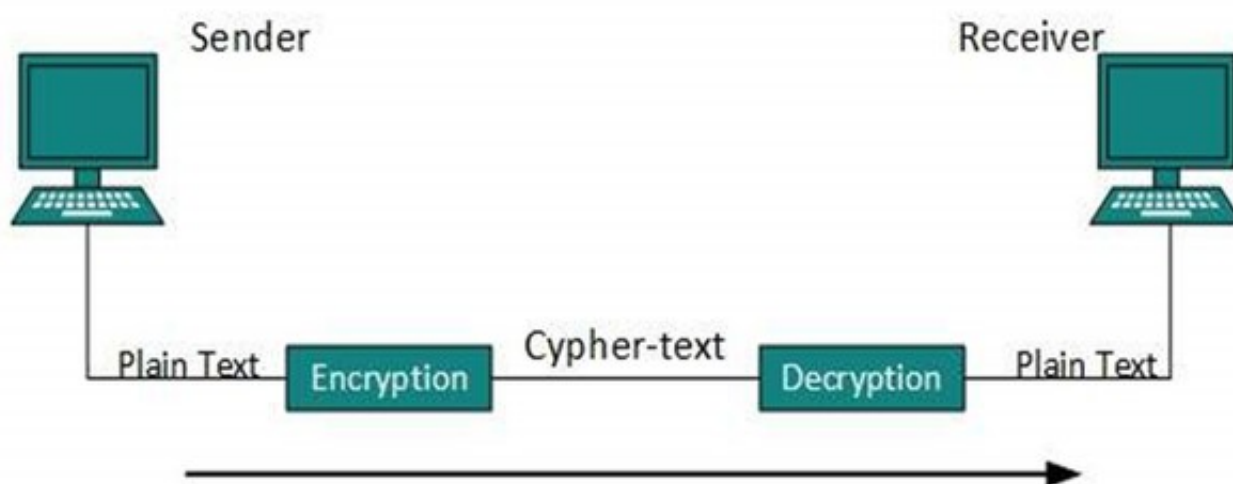 Sender
Receiver
Plain Text
Encryption
Cypher-text
Decryption
Plain Text